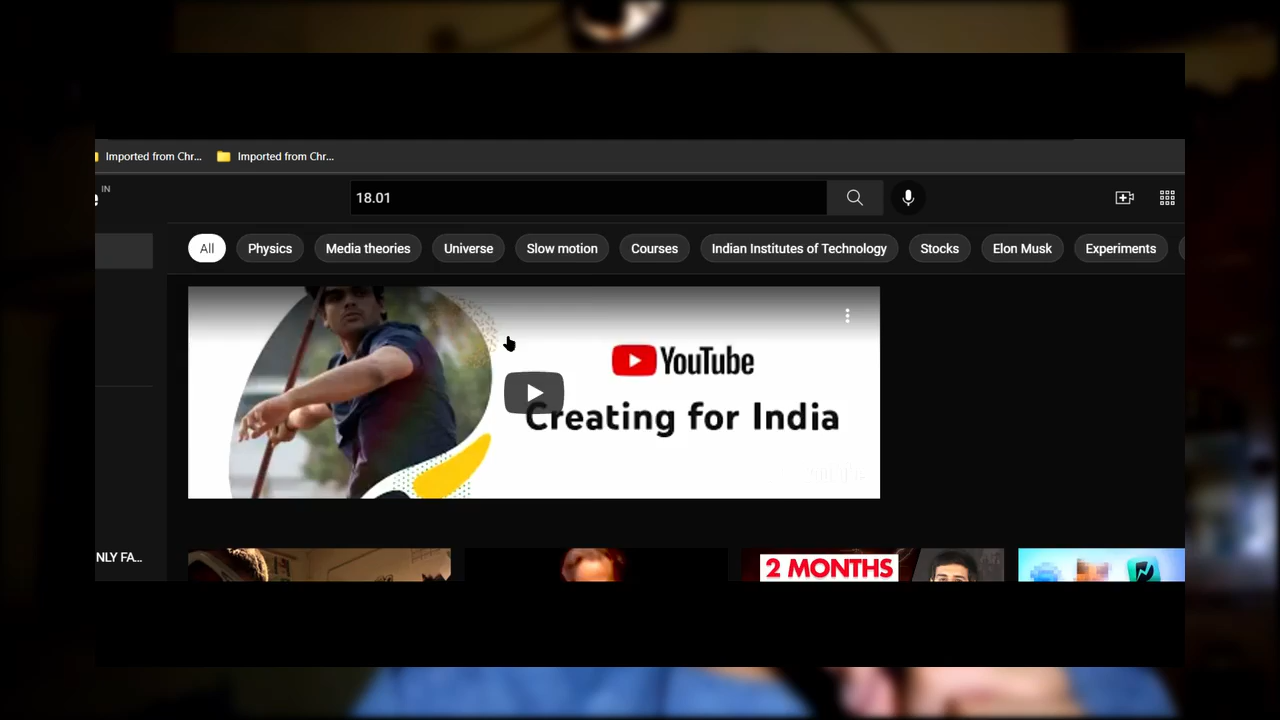 Imported from Chr... Imported from Chr...
IN
18.01
All Physics Media theories Universe Slow motion Courses Indian Institutes of Technology Stocks Elon Musk Experiments
YouTube
Creating for India
NLY FA...
2 MONTHS